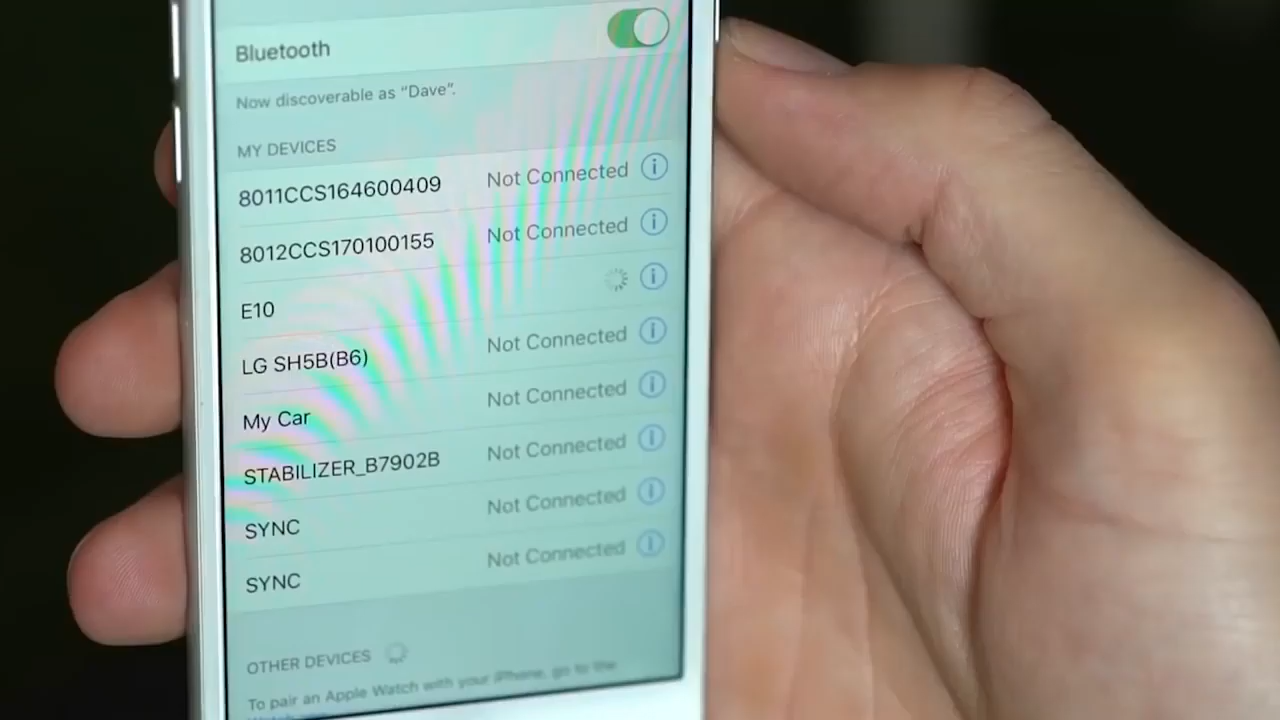 Bluetooth
Now discoverable as “Dave”.
MY DEVICES
8011CCS164600409 Not Connected
8012CCS170100155 Not Connected
E10
LG SH5B(B6) Not Connected
My Car Not Connected
STABILIZER_B7902B Not Connected
SYNC Not Connected
SYNC Not Connected
OTHER DEVICES
To pair an Apple Watch with your iPhone, go to the
Watch